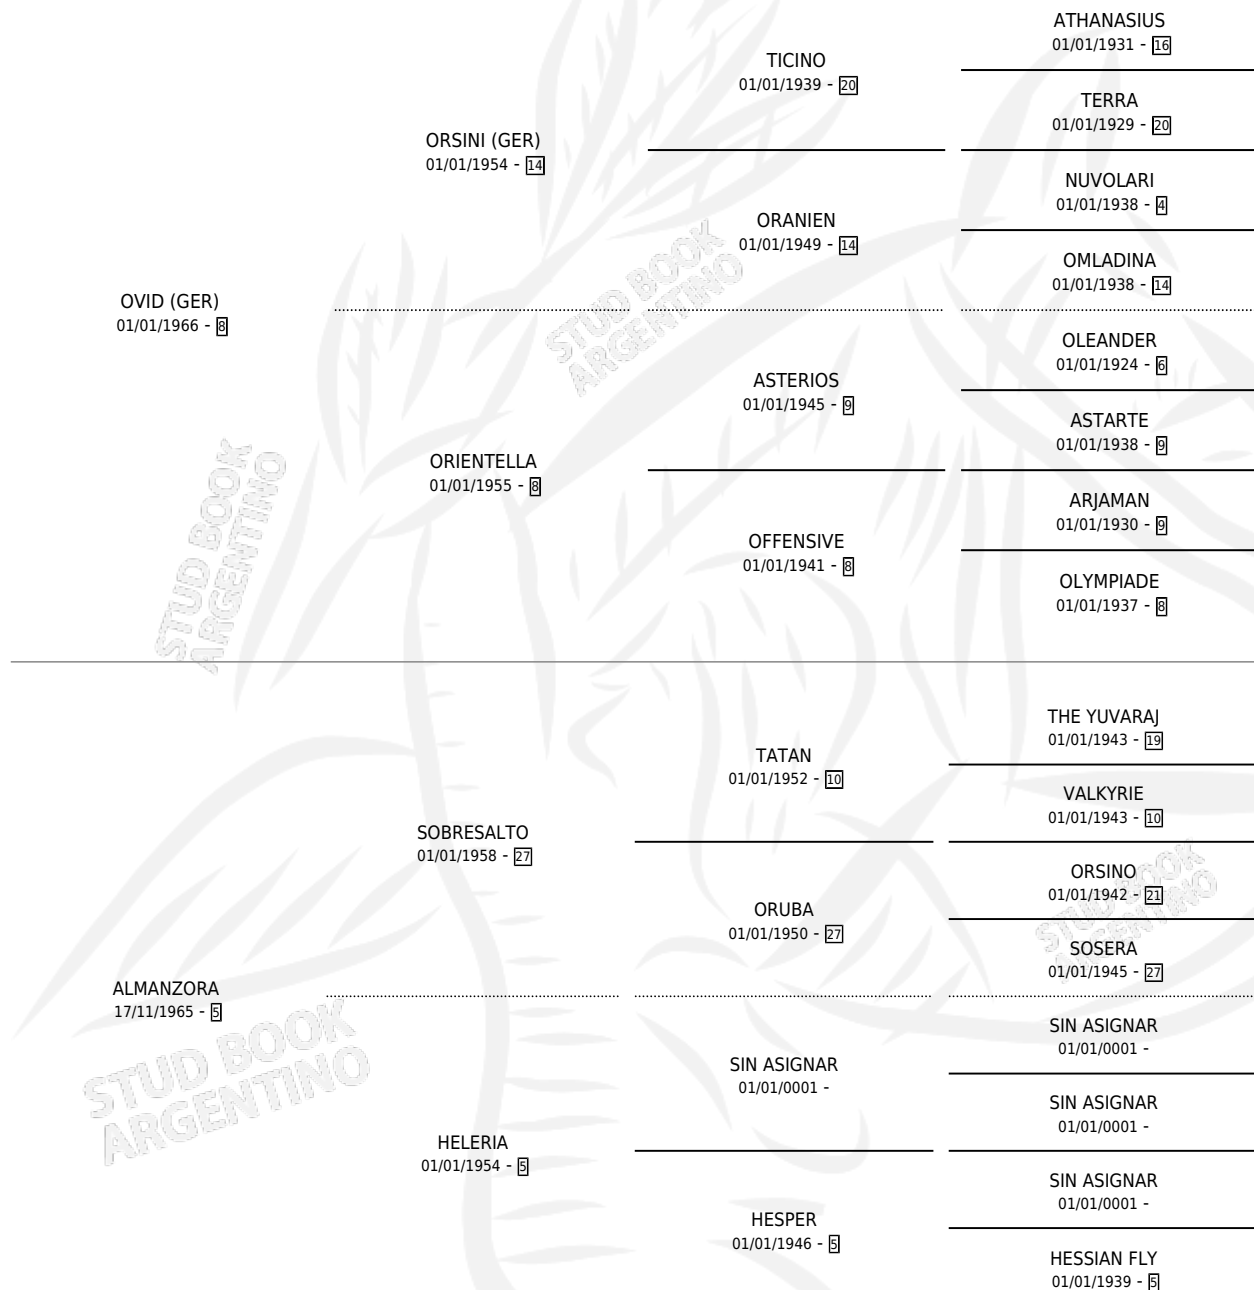 ATHANASIUS
01/01/1931 - 16
TICINO
01/01/1939 - 20
TERRA
01/01/1929 - 20
ORSINI (GER)
01/01/1954 - 14
NUVOLARI
01/01/1938 - 4
ORANIEN
01/01/1949 - 14
OMLADINA
01/01/1938 - 14
OVID (GER)
01/01/1966 - 8
OLEANDER
01/01/1924 - 6
ASTERIOS
01/01/1945 - 9
ASTARTE
01/01/1938 - 9
ORIENTELLA
01/01/1955 - 8
ARJAMAN
01/01/1930 - 9
OFFENSIVE
01/01/1941 - 8
OLYMPIADE
01/01/1937 - 8
THE YUVARAJ
01/01/1943 - 19
TATAN
01/01/1952 - 10
VALKYRIE
01/01/1943 - 10
SOBRESALTO
01/01/1958 - 27
ORSINO
01/01/1942 - 21
ORUBA
01/01/1950 - 27
SOSERA
01/01/1945 - 27
ALMANZORA
17/11/1965 - 5
SIN ASIGNAR
01/01/0001 -
SIN ASIGNAR
01/01/0001 -
SIN ASIGNAR
01/01/0001 -
HELERIA
01/01/1954 - 5
SIN ASIGNAR
01/01/0001 -
HESPER
01/01/1946 - 5
HESSIAN FLY
01/01/1939 - 5
STUD BOOK
ARGENTINO
STUD BOOK
ARGENTINO
STUD BOOK
ARGENTINO
STUD BOOK
ARGENTINO